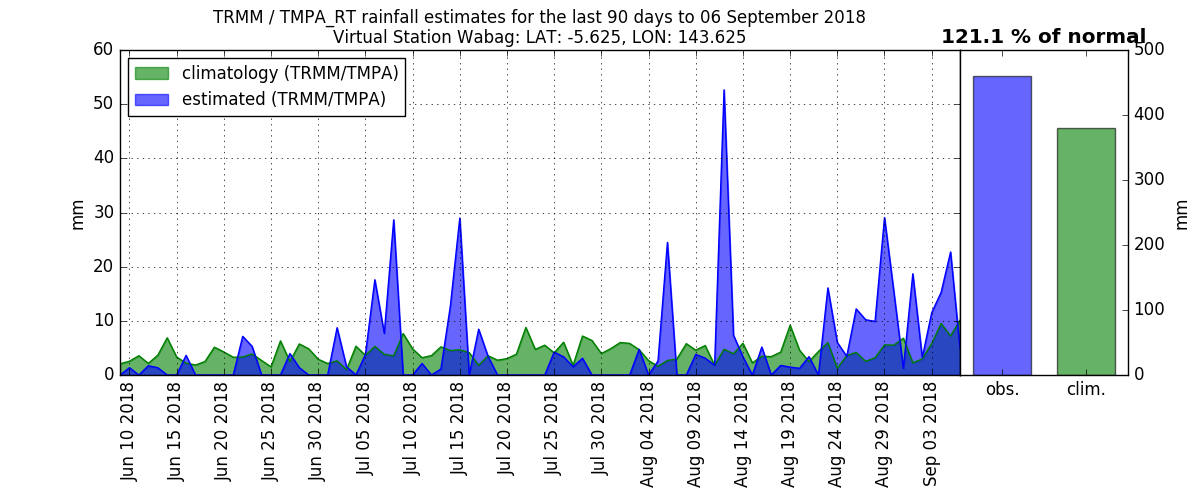 TRMM / TMPA_RT rainfall estimates for the last 90 days to 06 September 2018
Virtual Station Wabag: LAT: -5.625, LON: 143.625
121.1 % of normal
climatology (TRMM/TMPA)
estimated (TRMM/TMPA)
60
50
40
30
20
10
0
mm
Jun 10 2018
Jun 15 2018
Jun 20 2018
Jun 25 2018
Jun 30 2018
Jul 05 2018
Jul 10 2018
Jul 15 2018
Jul 20 2018
Jul 25 2018
Jul 30 2018
Aug 04 2018
Aug 09 2018
Aug 14 2018
Aug 19 2018
Aug 24 2018
Aug 29 2018
Sep 03 2018
obs.
clim.
500
400
300
200
100
0
mm